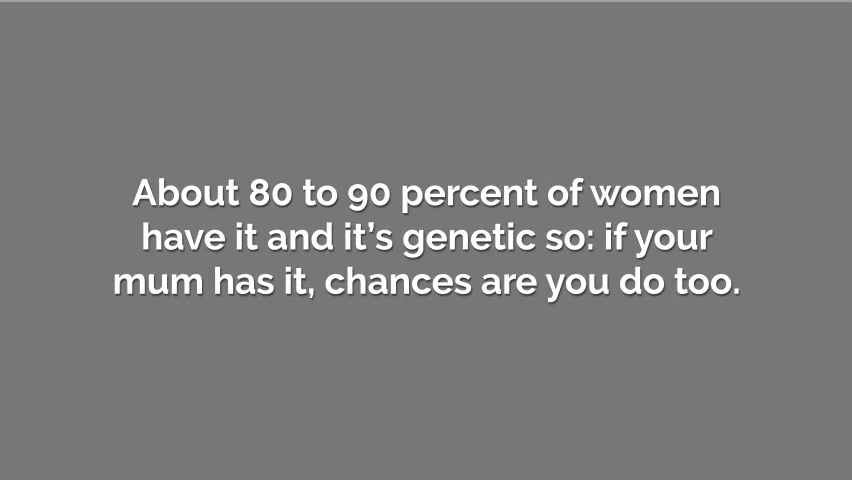 About 80 to 90 percent of women
have it and it’s genetic so: if your
mum has it, chances are you do too.